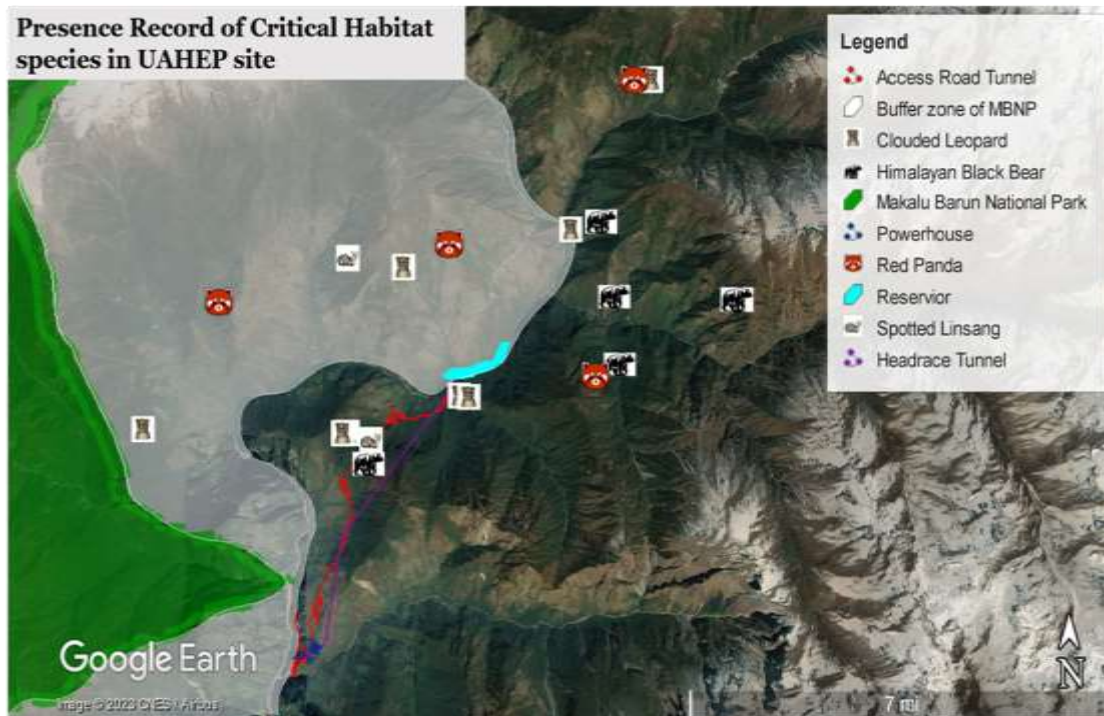 Presence Record of Critical Habitat
species in UAHEP site
Legend
Access Road Tunnel
Buffer zone of MBNP
Clouded Leopard
Himalayan Black Bear
Makalu Barun National Park
Powerhouse
Red Panda
Reservior
Spotted Linsang
Headrace Tunnel
Google Earth
Image © 2023 CNES / Airbus
7 mi
N